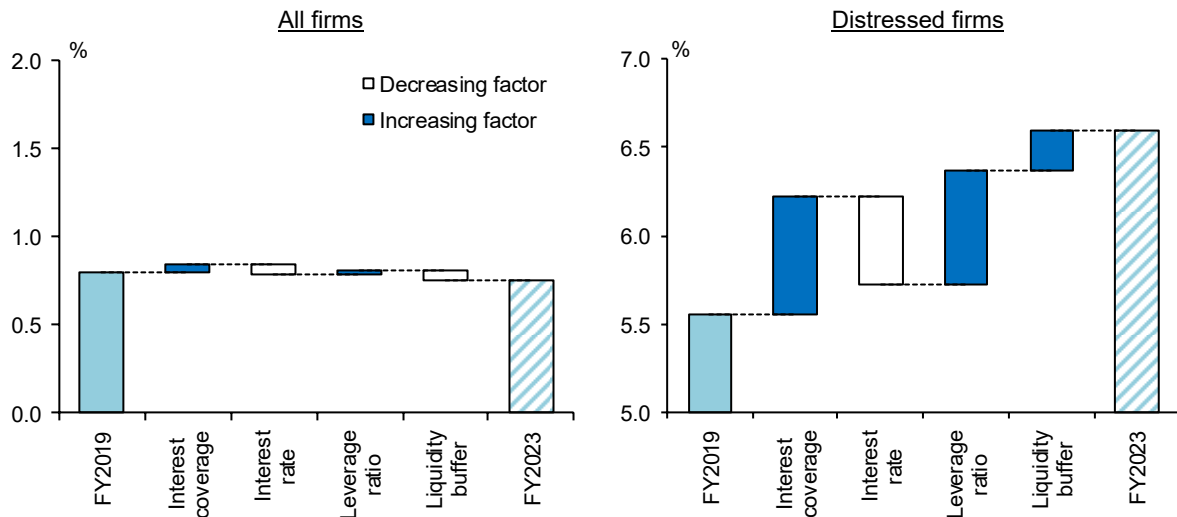 All firms
%
2.0
1.5
1.0
0.5
0.0
Decreasing factor
Increasing factor
FY2019
Interest
coverage
Interest
rate
Leverage
ratio
Liquidity
buffer
FY2023
Distressed firms
%
7.0
6.5
6.0
5.5
5.0
FY2019
Interest
coverage
Interest
rate
Leverage
ratio
Liquidity
buffer
FY2023